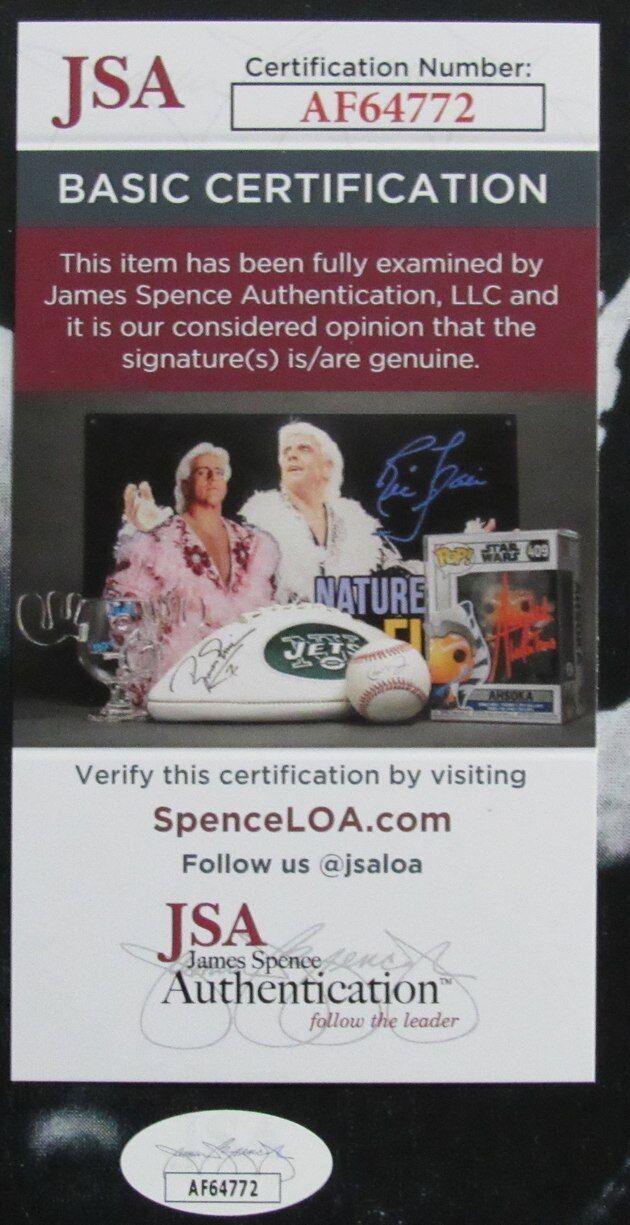 JSA
Certification Number:
AF64772
BASIC CERTIFICATION
This item has been fully examined by
James Spence Authentication, LLC and
it is our considered opinion that the
signature(s) is/are genuine.
NATURE
JETS
POP!
STAR
WARS
409
AHSOKA
Verify this certification by visiting
SpenceLOA.com
Follow us @jsaloa
JSA
James Spence
Authentication™
follow the leader
AF64772